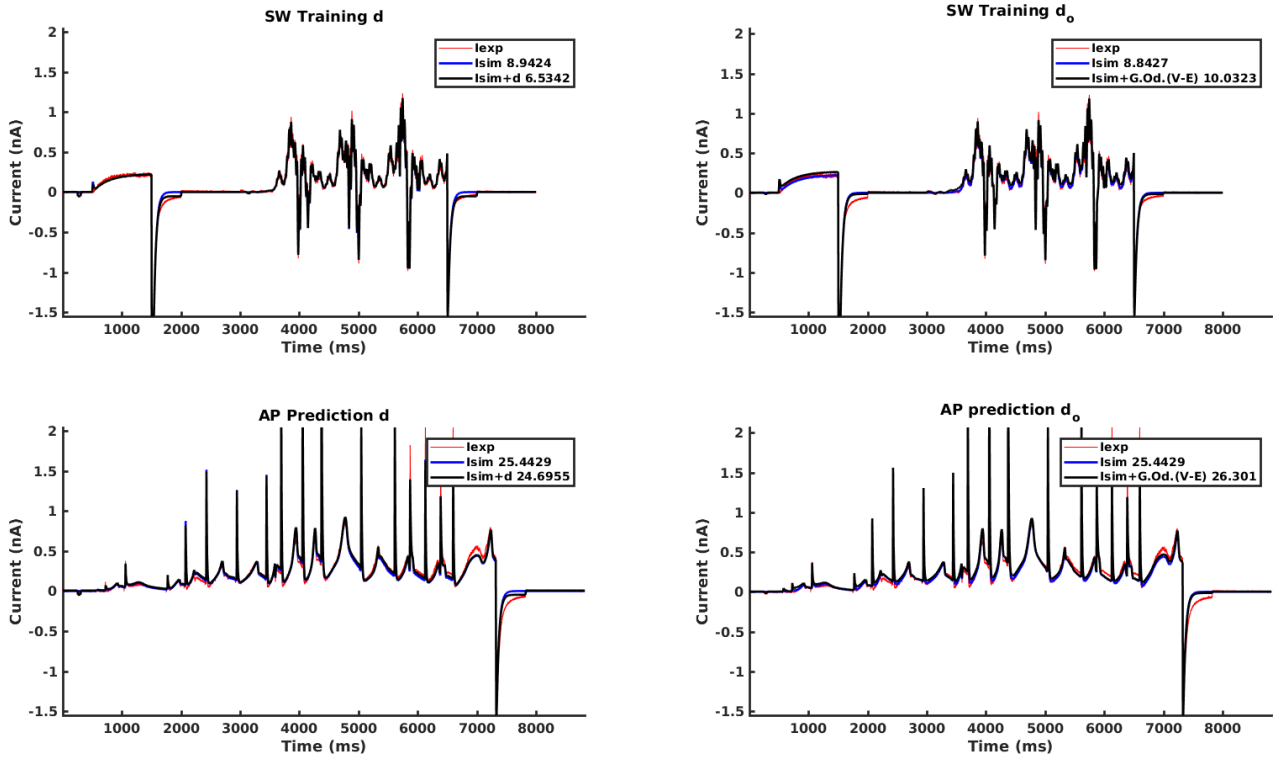 SW Training d
2
1.5
1
0.5
0
-0.5
-1
-1.5
Current (nA)
Iexp
Isim 8.9424
Isim+d 6.5342
1000 2000 3000 4000 5000 6000 7000 8000
Time (ms)
SW Training do
2
1.5
1
0.5
0
-0.5
-1
-1.5
Current (nA)
Iexp
Isim 8.8427
Isim+G.Od.(V-E) 10.0323
1000 2000 3000 4000 5000 6000 7000 8000
Time (ms)
AP Prediction d
2
1.5
1
0.5
0
-0.5
-1
-1.5
Current (nA)
Iexp
Isim 25.4429
Isim+d 24.6955
1000 2000 3000 4000 5000 6000 7000 8000
Time (ms)
AP prediction do
2
1.5
1
0.5
0
-0.5
-1
-1.5
Current (nA)
Iexp
Isim 25.4429
Isim+G.Od.(V-E) 26.301
1000 2000 3000 4000 5000 6000 7000 8000
Time (ms)